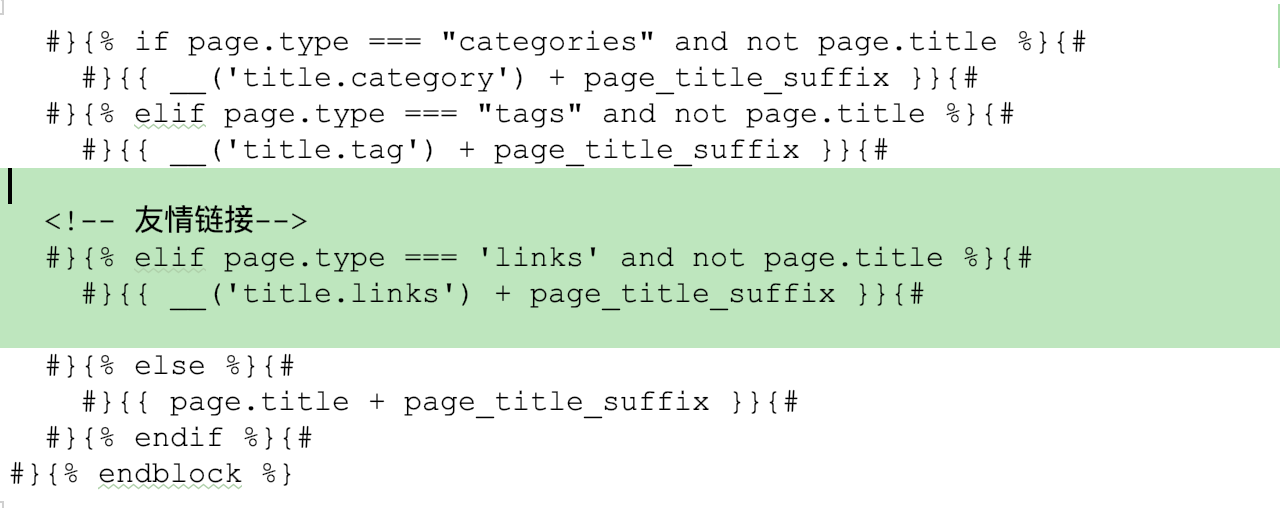 #}{% if page.type === "categories" and not page.title %}{#
#}{{ __('title.category') + page_title_suffix }}{#
#}{% elif page.type === "tags" and not page.title %}{#
#}{{ __('title.tag') + page_title_suffix }}{#
<!-- 友情链接-->
#}{% elif page.type === 'links' and not page.title %}{#
#}{{ __('title.links') + page_title_suffix }}{#
#}{% else %}{#
#}{{ page.title + page_title_suffix }}{#
#}{% endif %}{#
#}{% endblock %}